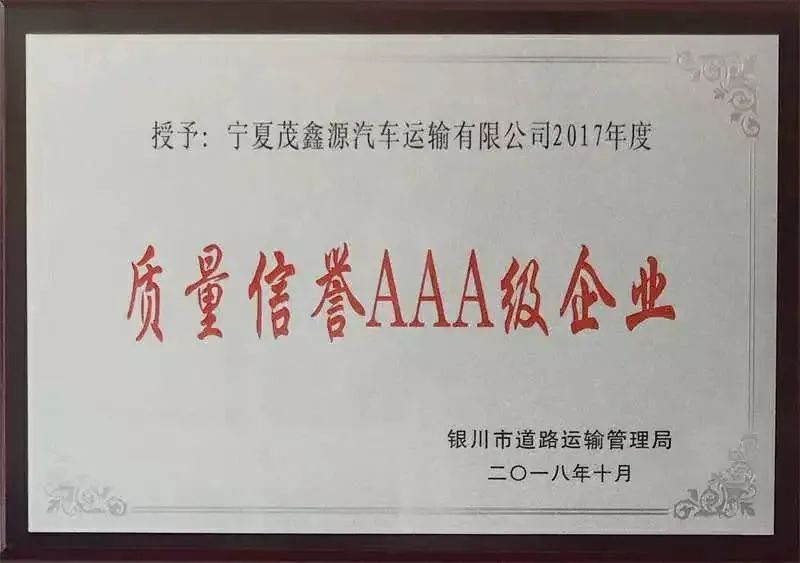 授予：宁夏茂鑫源汽车运输有限公司2017年度
质量信誉AAA级企业
银川市道路运输管理局
二〇一八年十月